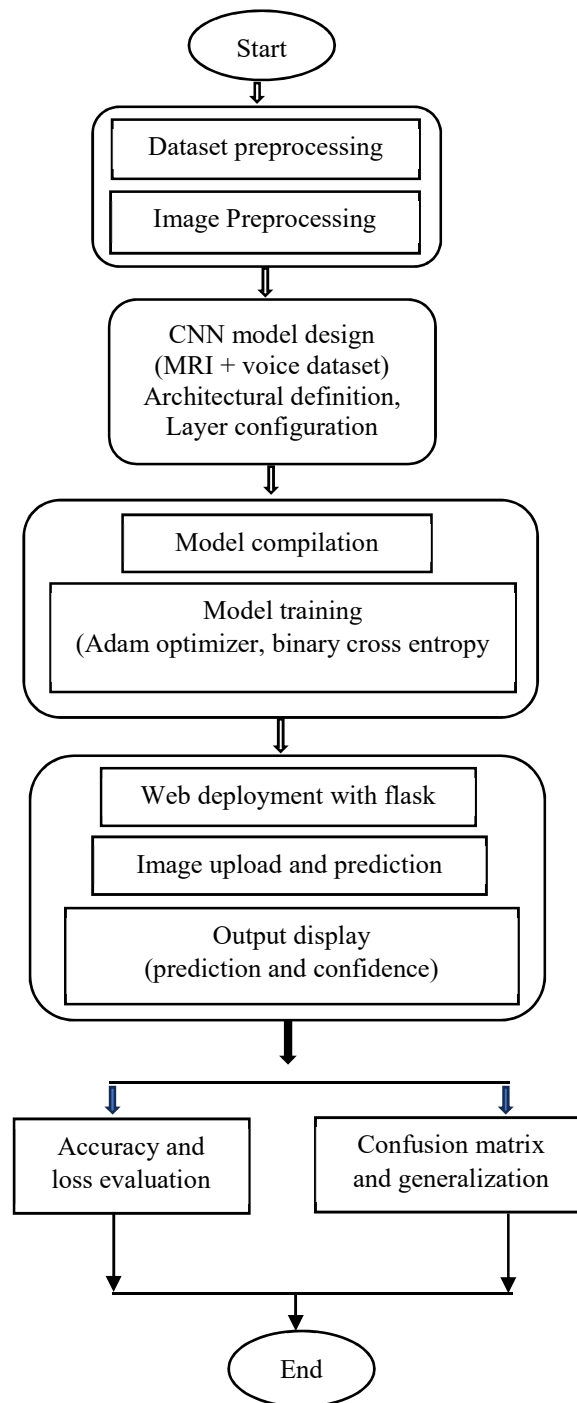 Start
Dataset preprocessing
Image Preprocessing
CNN model design
(MRI + voice dataset)
Architectural definition,
Layer configuration
Model compilation
Model training
(Adam optimizer, binary cross entropy
Web deployment with flask
Image upload and prediction
Output display
(prediction and confidence)
Accuracy and
loss evaluation
Confusion matrix
and generalization
End